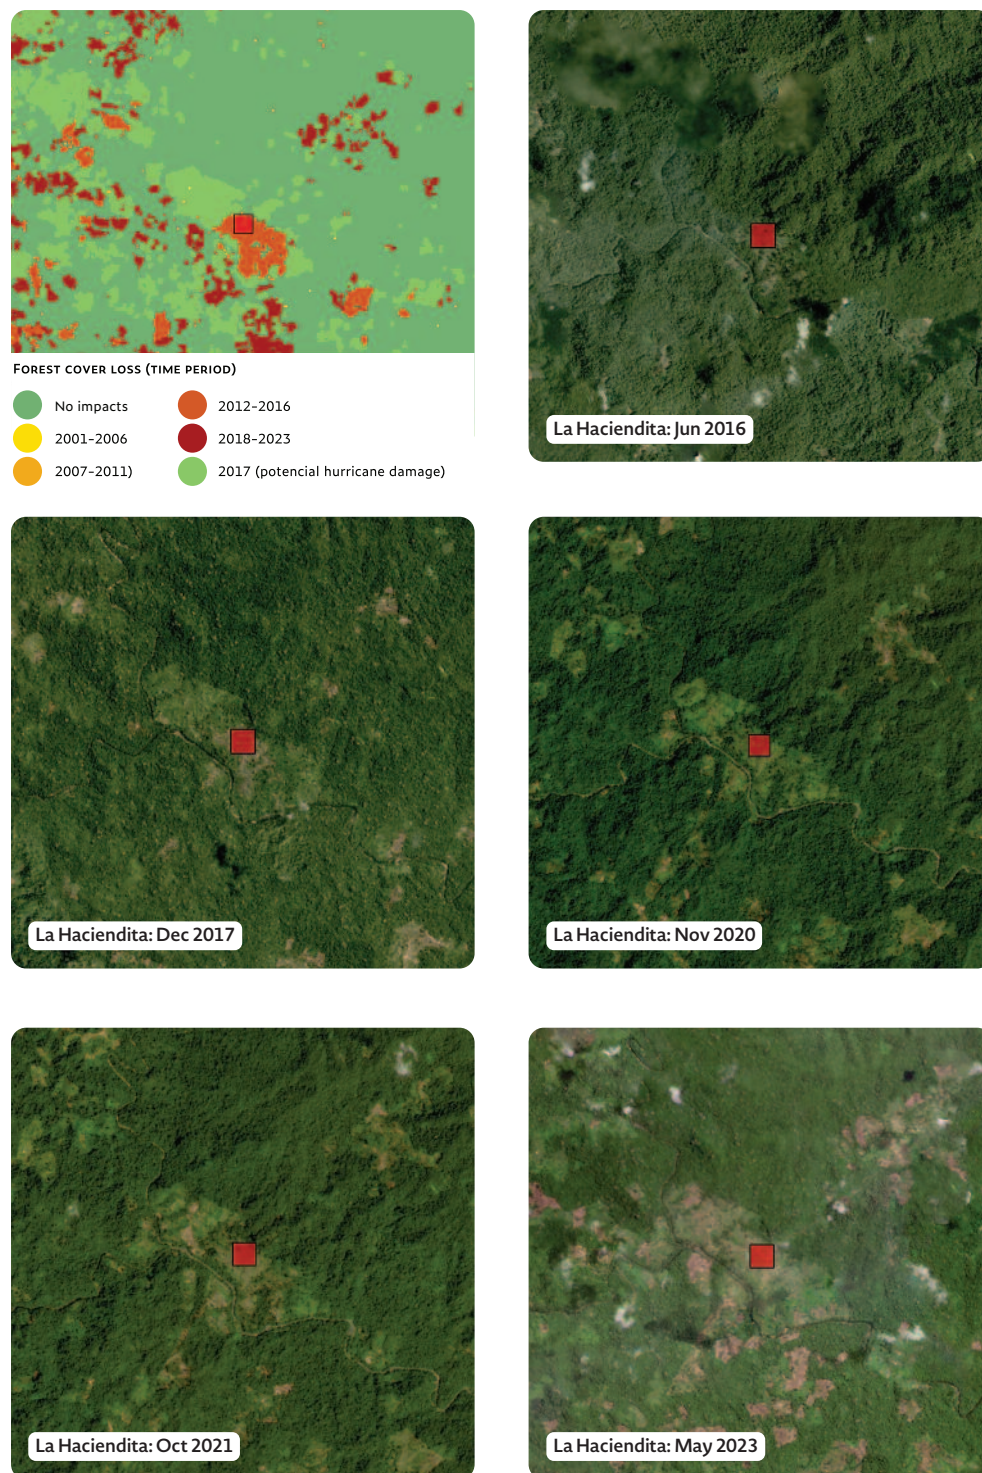 La Haciendita: Jun 2016
FOREST COVER LOSS (TIME PERIOD)
No impacts
2001-2006
2007-2011)
2012-2016
2018-2023
2017 (potencial hurricane damage)
La Haciendita: Dec 2017
La Haciendita: Nov 2020
La Haciendita: Oct 2021
La Haciendita: May 2023